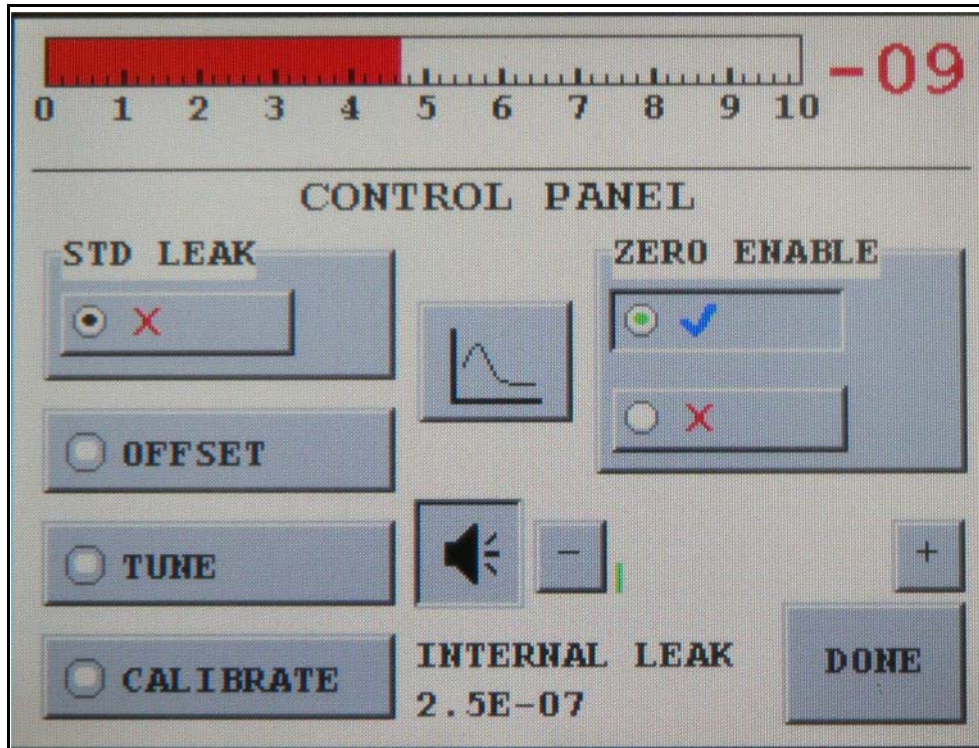 -09
0 1 2 3 4 5 6 7 8 9 10
CONTROL PANEL
STD LEAK
ZERO ENABLE
OFFSET
TUNE
- +
CALIBRATE
INTERNAL LEAK
2.5E-07
DONE